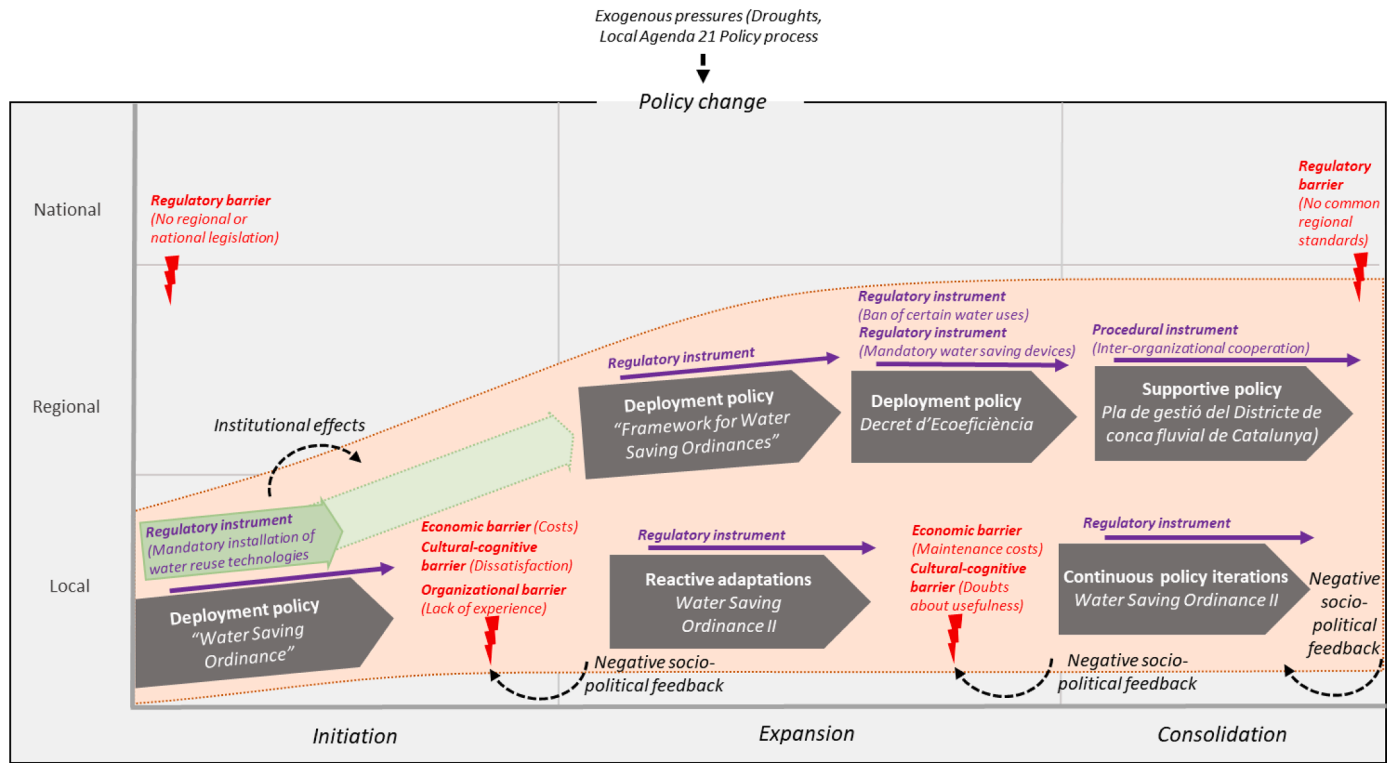 Exogenous pressures (Droughts,
Local Agenda 21 Policy process
Policy change
National
Regulatory barrier
(No regional or
national legislation)
Regulatory
barrier
(No common
regional
standards)
Regional
Institutional effects
Regulatory instrument
Deployment policy
“Framework for Water
Saving Ordinances”
Regulatory instrument
(Ban of certain water uses)
Regulatory instrument
(Mandatory water saving devices)
Deployment policy
Decret d’Ecoeficiència
Procedural instrument
(Inter-organizational cooperation)
Supportive policy
Pla de gestió del Districte de
conca fluvial de Catalunya)
Local
Regulatory instrument
(Mandatory installation of
water reuse technologies
Deployment policy
“Water Saving
Ordinance”
Economic barrier (Costs)
Cultural-cognitive
barrier (Dissatisfaction)
Organizational barrier
(Lack of experience)
Negative socio-
political feedback
Regulatory instrument
Reactive adaptations
Water Saving
Ordinance II
Economic barrier
(Maintenance costs)
Cultural-cognitive
barrier (Doubts
about usefulness)
Negative socio-
political feedback
Regulatory instrument
Continuous policy iterations
Water Saving Ordinance II
Negative
socio-
political
feedback
Initiation
Expansion
Consolidation